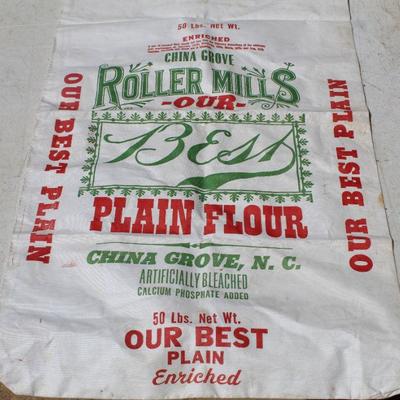 50 Lbs. Net Wt.
ENRICHED
CHINA GROVE
ROLLER MILLS
-OUR-
Best
PLAIN FLOUR
CHINA GROVE, N. C.
ARTIFICIALLY BLEACHED
CALCIUM PHOSPHATE ADDED
50 Lbs. Net Wt.
OUR BEST
PLAIN
Enriched
OUR BEST PLAIN
OUR BEST PLAIN